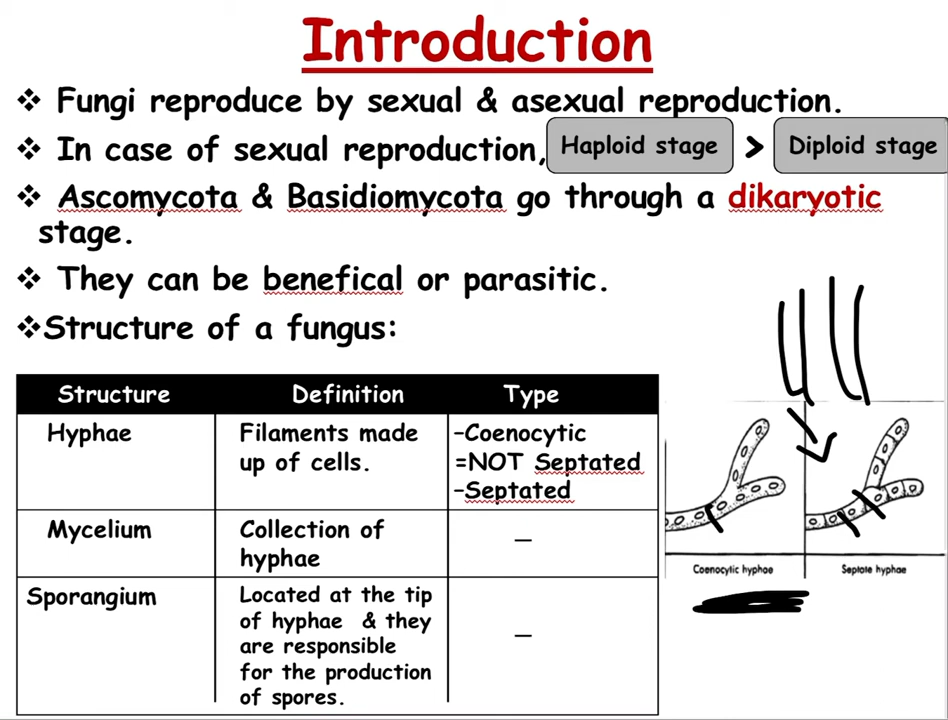 Introduction
❖ Fungi reproduce by sexual & asexual reproduction.
❖ In case of sexual reproduction, Haploid stage > Diploid stage
❖ Ascomycota & Basidiomycota go through a dikaryotic
stage.
❖ They can be benefical or parasitic.
❖Structure of a fungus:
Structure Definition Type
Hyphae Filaments made -Coenocytic
up of cells. =NOT Septated
-Septated
Mycelium Collection of –
hyphae
Sporangium Located at the tip
of hyphae & they
are responsible –
for the production
of spores.
Coenocytic hyphae Septate hyphae